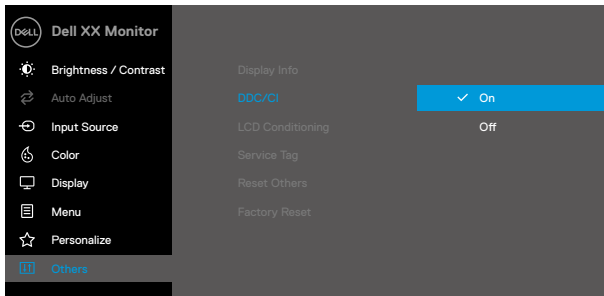 DELL
Dell XX Monitor
Brightness / Contrast
Auto Adjust
Input Source
Color
Display
Menu
Personalize
Others
Display Info
DDC/CI
LCD Conditioning
Service Tag
Reset Others
Factory Reset
On
Off